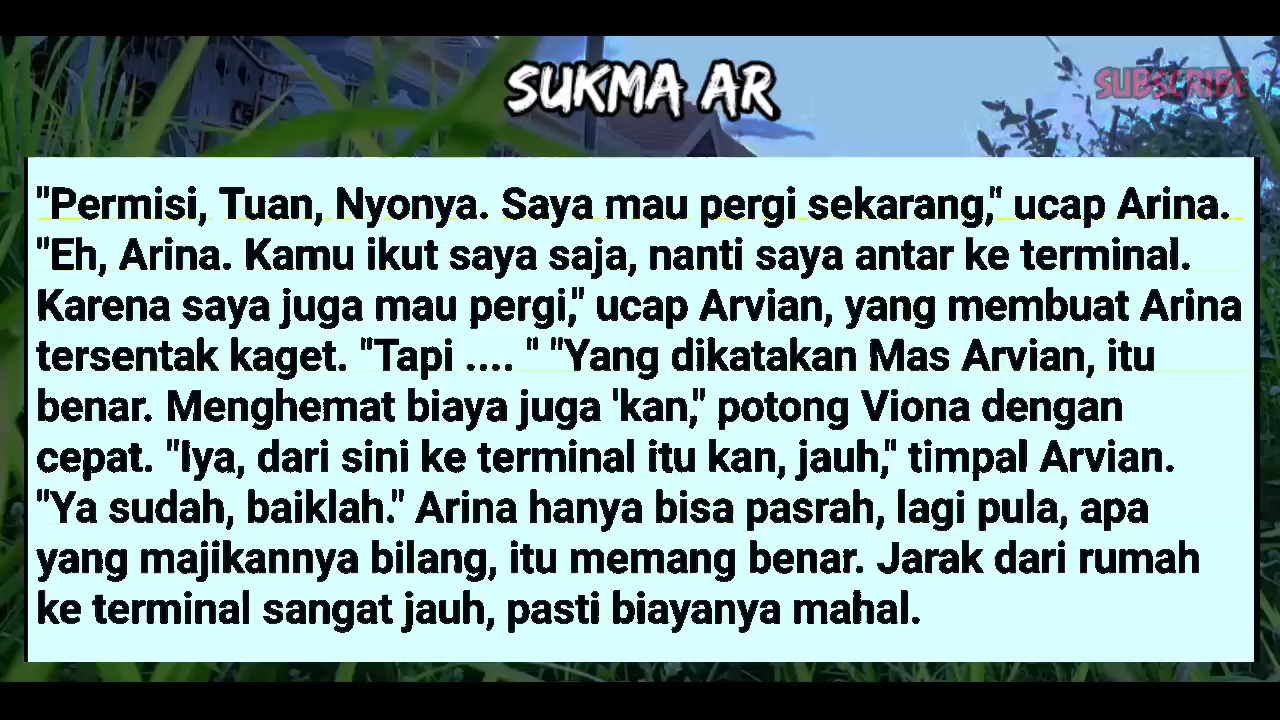 SUKMA AR
SUBSCRIBE
"Permisi, Tuan, Nyonya. Saya mau pergi sekarang," ucap Arina.
"Eh, Arina. Kamu ikut saya saja, nanti saya antar ke terminal.
Karena saya juga mau pergi," ucap Arvian, yang membuat Arina
tersentak kaget. "Tapi .... " "Yang dikatakan Mas Arvian, itu
benar. Menghemat biaya juga 'kan," potong Viona dengan
cepat. "Iya, dari sini ke terminal itu kan, jauh," timpal Arvian.
"Ya sudah, baiklah." Arina hanya bisa pasrah, lagi pula, apa
yang majikannya bilang, itu memang benar. Jarak dari rumah
ke terminal sangat jauh, pasti biayanya mahal.